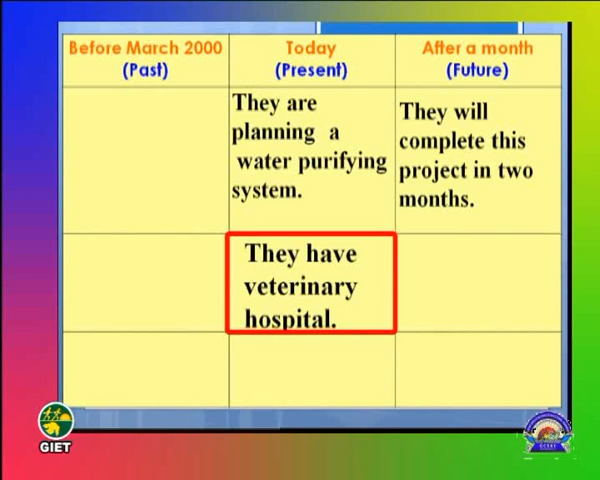 Before March 2000
(Past)
Today
(Present)
After a month
(Future)
They are
planning a
water purifying
system.
They will
complete this
project in two
months.
They have
veterinary
hospital.
GIET